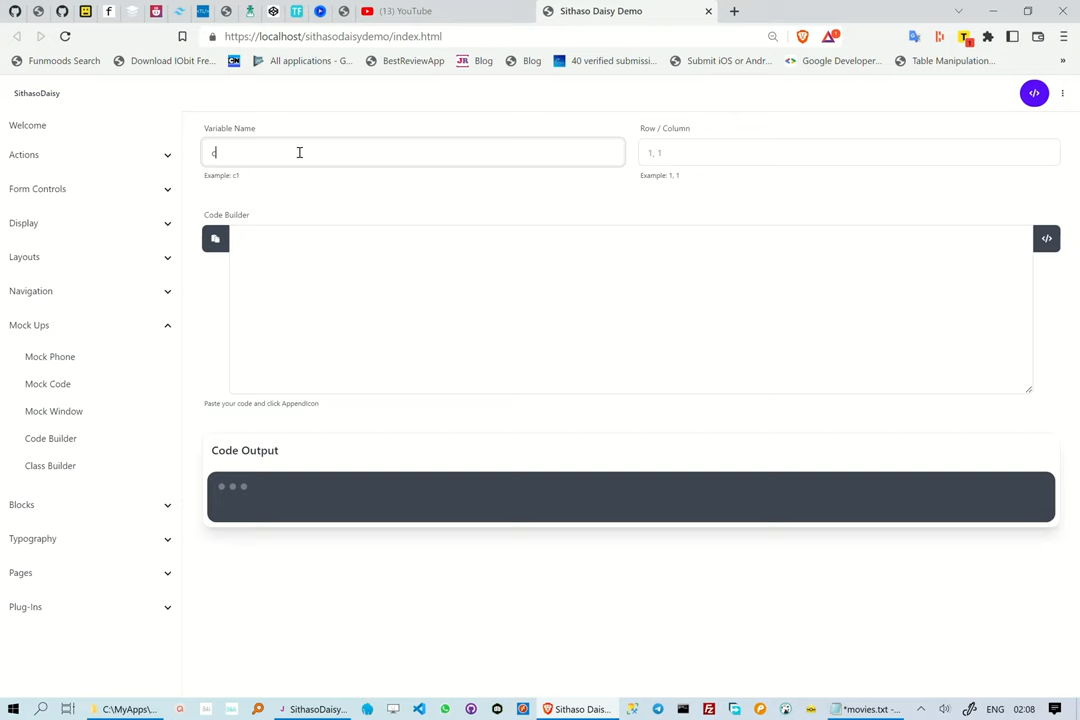 (13) YouTube
Sithaso Daisy Demo
https://localhost/sithasodaisydemo/index.html
Funmoods Search
Download IObit Fre...
All applications - G...
BestReviewApp
JR
Blog
Blog
40 verified submissi...
Submit iOS or Andr...
Google Developer...
Table Manipulation...
»
SithasoDaisy
Welcome
Actions
Form Controls
Display
Layouts
Navigation
Mock Ups
Mock Phone
Mock Code
Mock Window
Code Builder
Class Builder
Blocks
Typography
Pages
Plug-Ins
Variable Name
c
Example: c1
Row / Column
1, 1
Example: 1, 1
Code Builder
</>
Paste your code and click AppendIcon
Code Output
C:\MyApps\...
SithasoDaisy...
Sithaso Dais...
*movies.txt -...
ENG
02:08